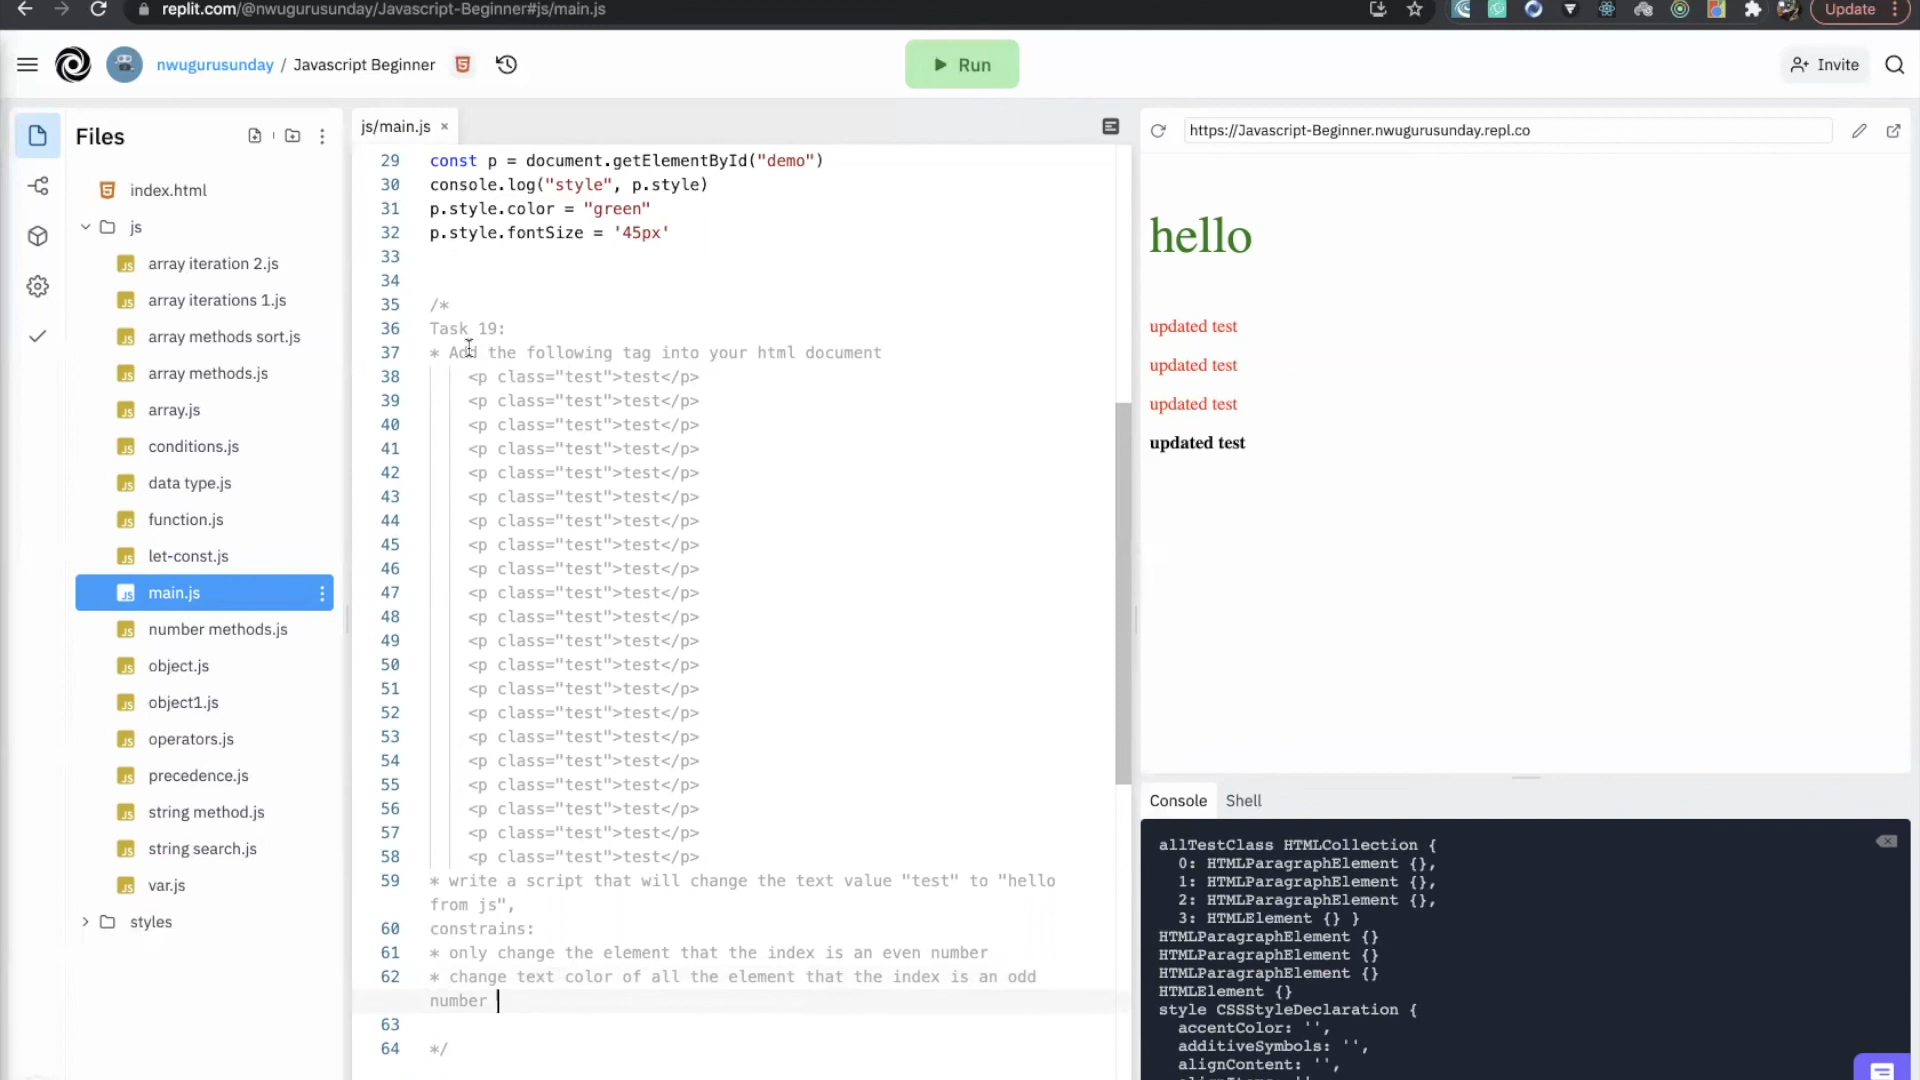 replit.com/@nwugurusunday/Javascript-Beginner#js/main.js
Update
nwugurusunday / Javascript Beginner
Run
Invite
Files
index.html
js
array iteration 2.js
array iterations 1.js
array methods sort.js
array methods.js
array.js
conditions.js
data type.js
function.js
let-const.js
main.js
number methods.js
object.js
object1.js
operators.js
precedence.js
string method.js
string search.js
var.js
styles
js/main.js ×
29 const p = document.getElementById("demo")
30 console.log("style", p.style)
31 p.style.color = "green"
32 p.style.fontSize = '45px'
33
34
35 /*
36 Task 19:
37 * Add the following tag into your html document
38 <p class="test">test</p>
39 <p class="test">test</p>
40 <p class="test">test</p>
41 <p class="test">test</p>
42 <p class="test">test</p>
43 <p class="test">test</p>
44 <p class="test">test</p>
45 <p class="test">test</p>
46 <p class="test">test</p>
47 <p class="test">test</p>
48 <p class="test">test</p>
49 <p class="test">test</p>
50 <p class="test">test</p>
51 <p class="test">test</p>
52 <p class="test">test</p>
53 <p class="test">test</p>
54 <p class="test">test</p>
55 <p class="test">test</p>
56 <p class="test">test</p>
57 <p class="test">test</p>
58 <p class="test">test</p>
59 * write a script that will change the text value "test" to "hello
from js",
60 constrains:
61 * only change the element that the index is an even number
62 * change text color of all the element that the index is an odd
number
63
64 */
https://Javascript-Beginner.nwugurusunday.repl.co
hello
updated test
updated test
updated test
updated test
Console Shell
allTestClass HTMLCollection {
0: HTMLParagraphElement {},
1: HTMLParagraphElement {},
2: HTMLParagraphElement {},
3: HTMLElement {} }
HTMLParagraphElement {}
HTMLParagraphElement {}
HTMLParagraphElement {}
HTMLElement {}
style CSSStyleDeclaration {
accentColor: '',
additiveSymbols: '',
alignContent: '',